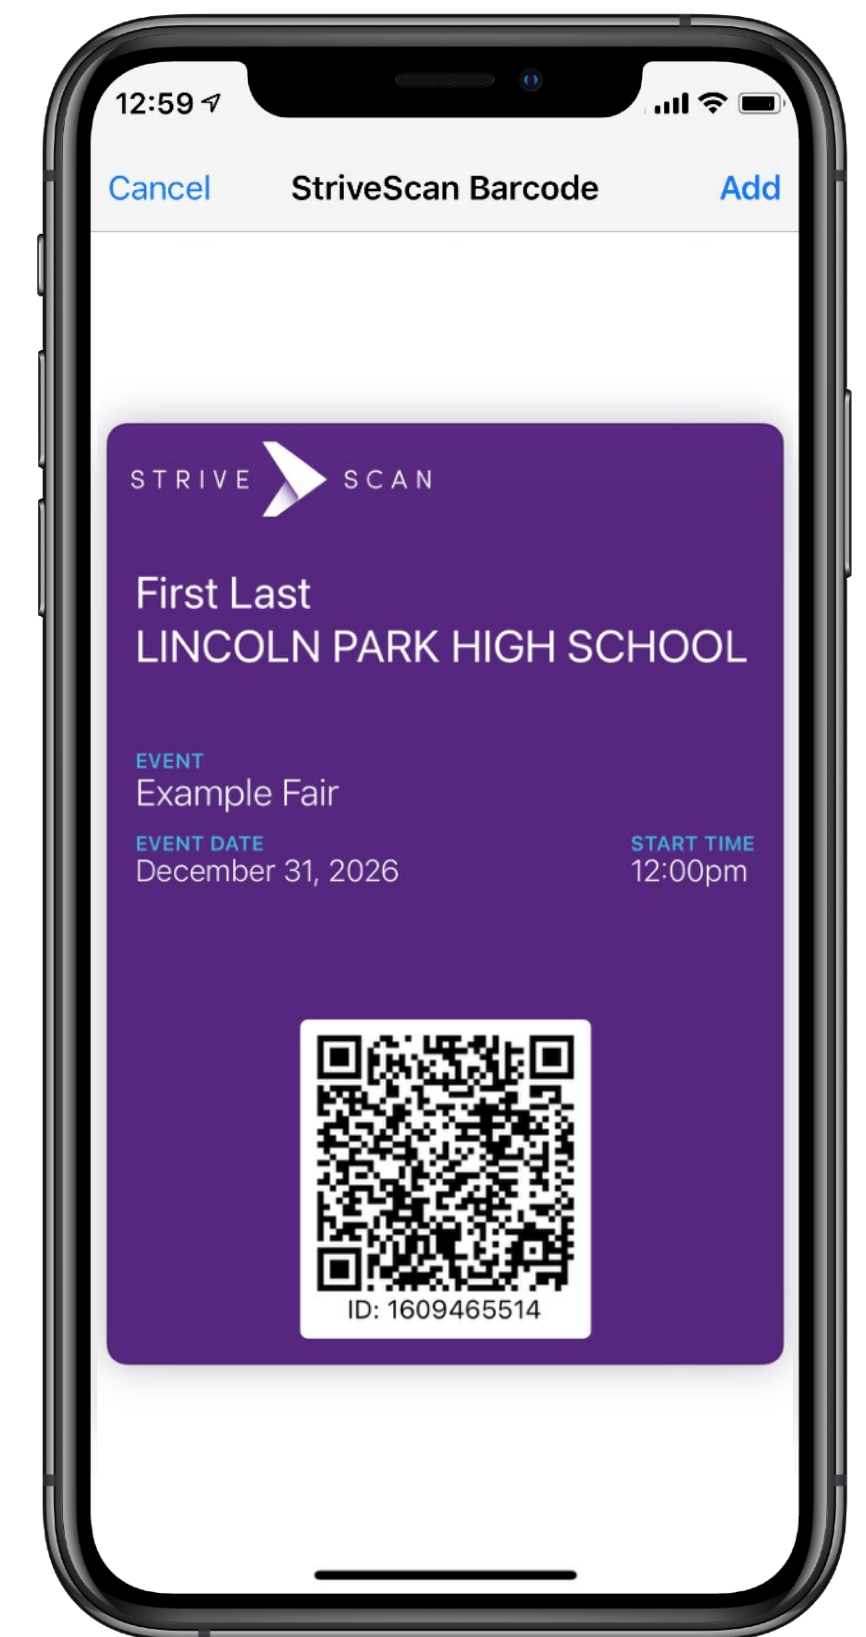 12:59
Cancel StriveScan Barcode Add
STRIVE SCAN
First Last
LINCOLN PARK HIGH SCHOOL
EVENT
Example Fair
EVENT DATE START TIME
December 31, 2026 12:00pm
ID: 1609465514